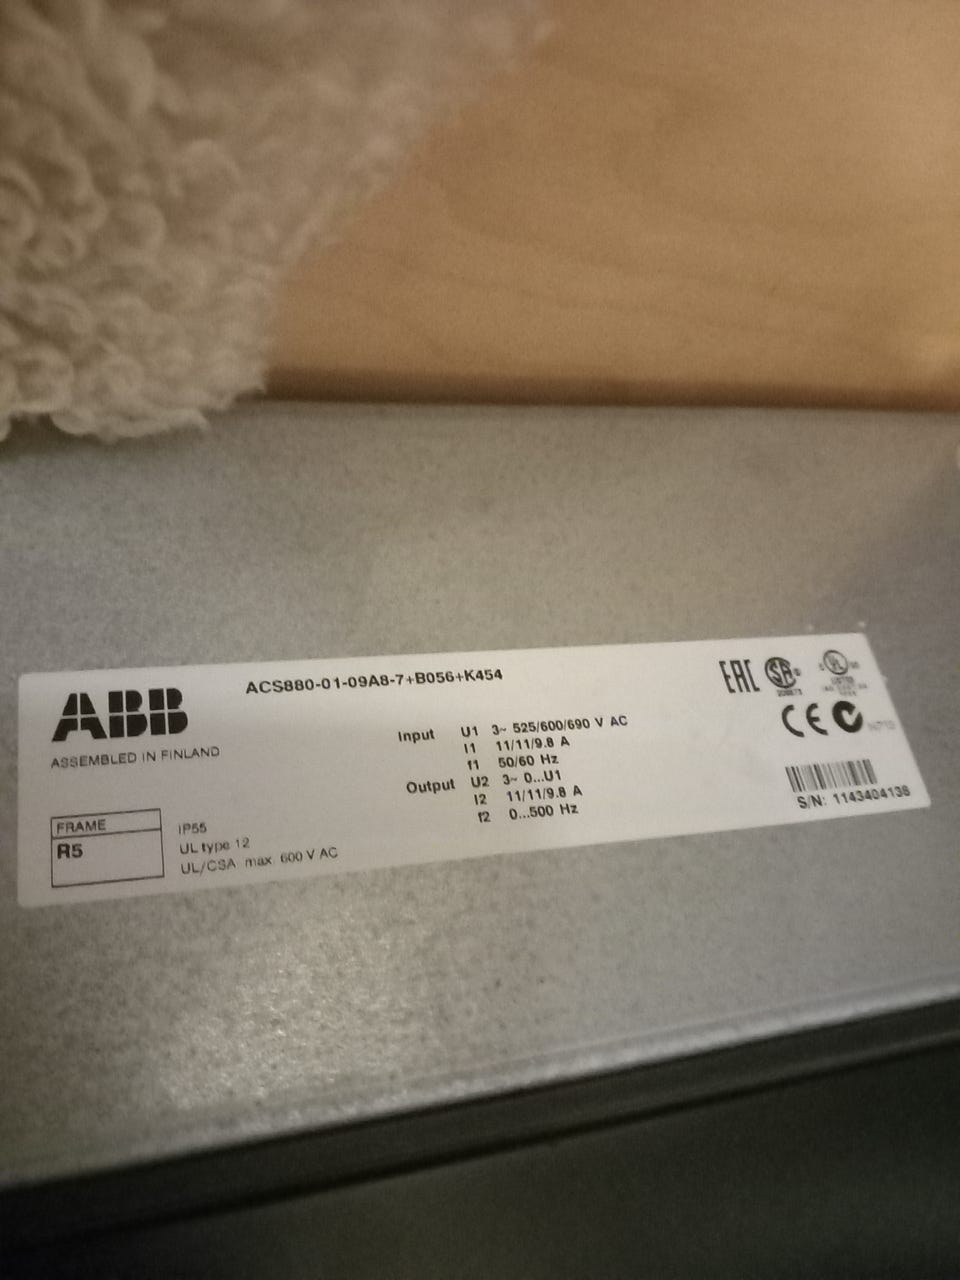 ABB
ASSEMBLED IN FINLAND
ACS880-01-09A8-7+B056+K454
Input U1 3~ 525/600/690 V AC
I1 11/11/9.8 A
f1 50/60 Hz
Output U2 3~ 0...U1
I2 11/11/9.8 A
f2 0...500 Hz
FRAME
R5
IP55
UL type 12
UL/CSA max. 600 V AC
EAC
CE
S/N: 1143404138